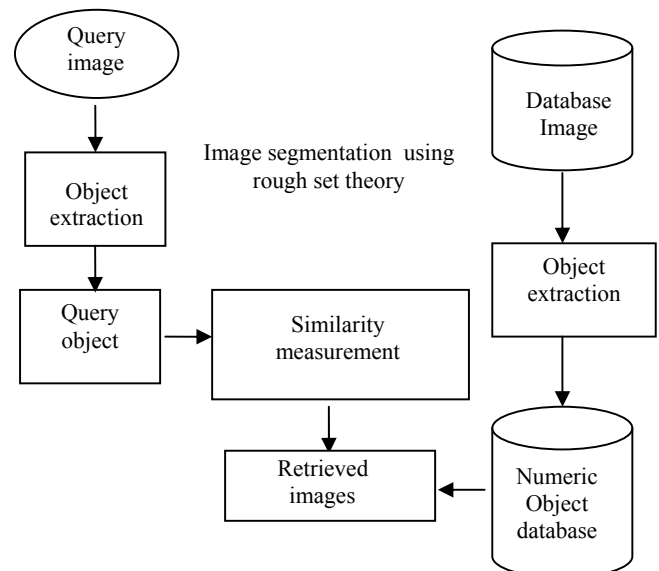 Query
image
Database
Image
Image segmentation using
rough set theory
Object
extraction
Object
extraction
Query
object
Similarity
measurement
Retrieved
images
Numeric
Object
database